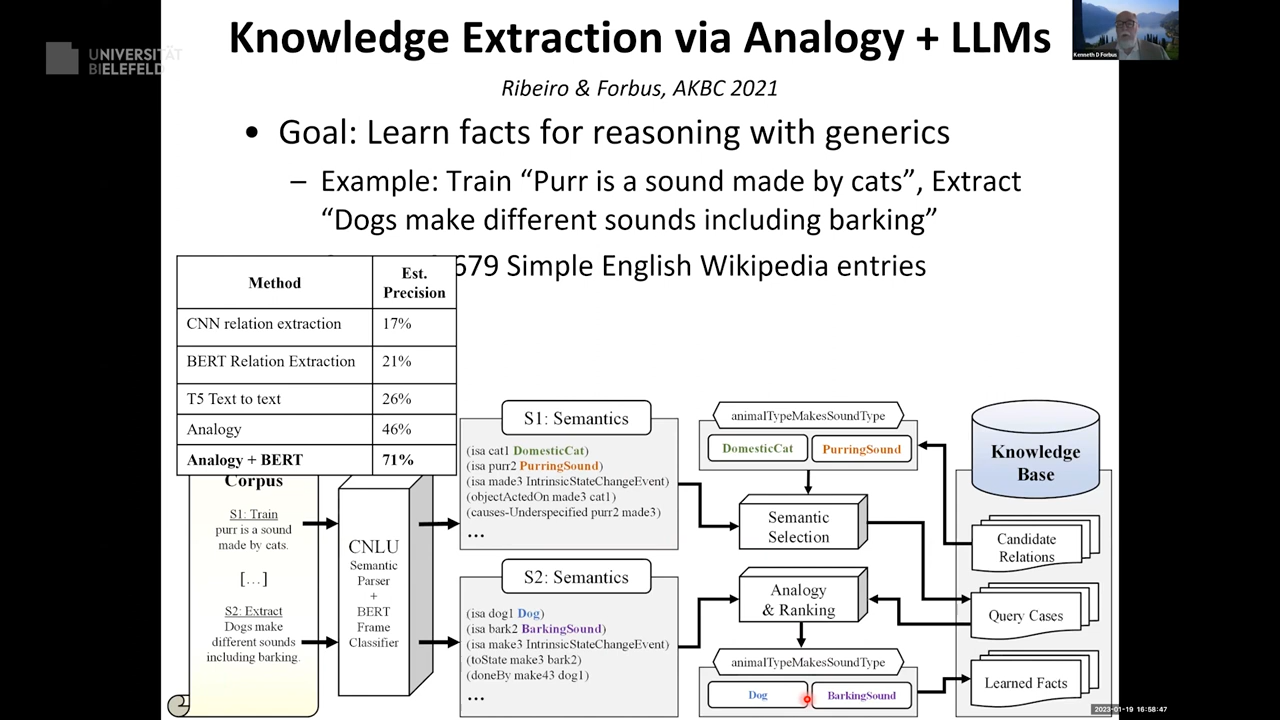 UNIVERSITÄT
BIELEFELD
Knowledge Extraction via Analogy + LLMs
Kenneth D Forbus
Ribeiro & Forbus, AKBC 2021
• Goal: Learn facts for reasoning with generics
– Example: Train “Purr is a sound made by cats”, Extract
“Dogs make different sounds including barking”
679 Simple English Wikipedia entries
Method Est. Precision
CNN relation extraction 17%
BERT Relation Extraction 21%
T5 Text to text 26%
Analogy 46%
Analogy + BERT 71%
Corpus
S1: Train
purr is a sound
made by cats.
[…]
S2: Extract
Dogs make
different sounds
including barking.
CNLU
Semantic
Parser
+
BERT
Frame
Classifier
S1: Semantics
(isa cat1 DomesticCat)
(isa purr2 PurringSound)
(isa made3 IntrinsicStateChangeEvent)
(objectActedOn made3 cat1)
(causes-Underspecified purr2 made3)
…
S2: Semantics
(isa dog1 Dog)
(isa bark2 BarkingSound)
(isa make3 IntrinsicStateChangeEvent)
(toState make3 bark2)
(doneBy make43 dog1)
…
animalTypeMakesSoundType
DomesticCat PurringSound
Semantic
Selection
Analogy
& Ranking
animalTypeMakesSoundType
Dog BarkingSound
Knowledge
Base
Candidate
Relations
Query Cases
Learned Facts
2023-01-19 16:58:47